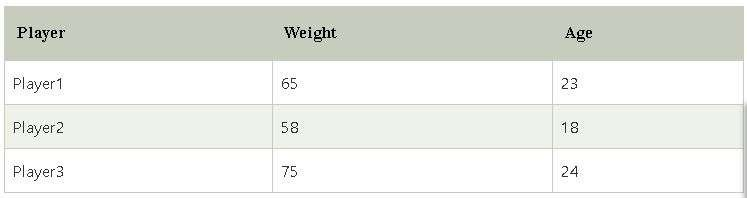 Player Weight Age
Player1 65 23
Player2 58 18
Player3 75 24